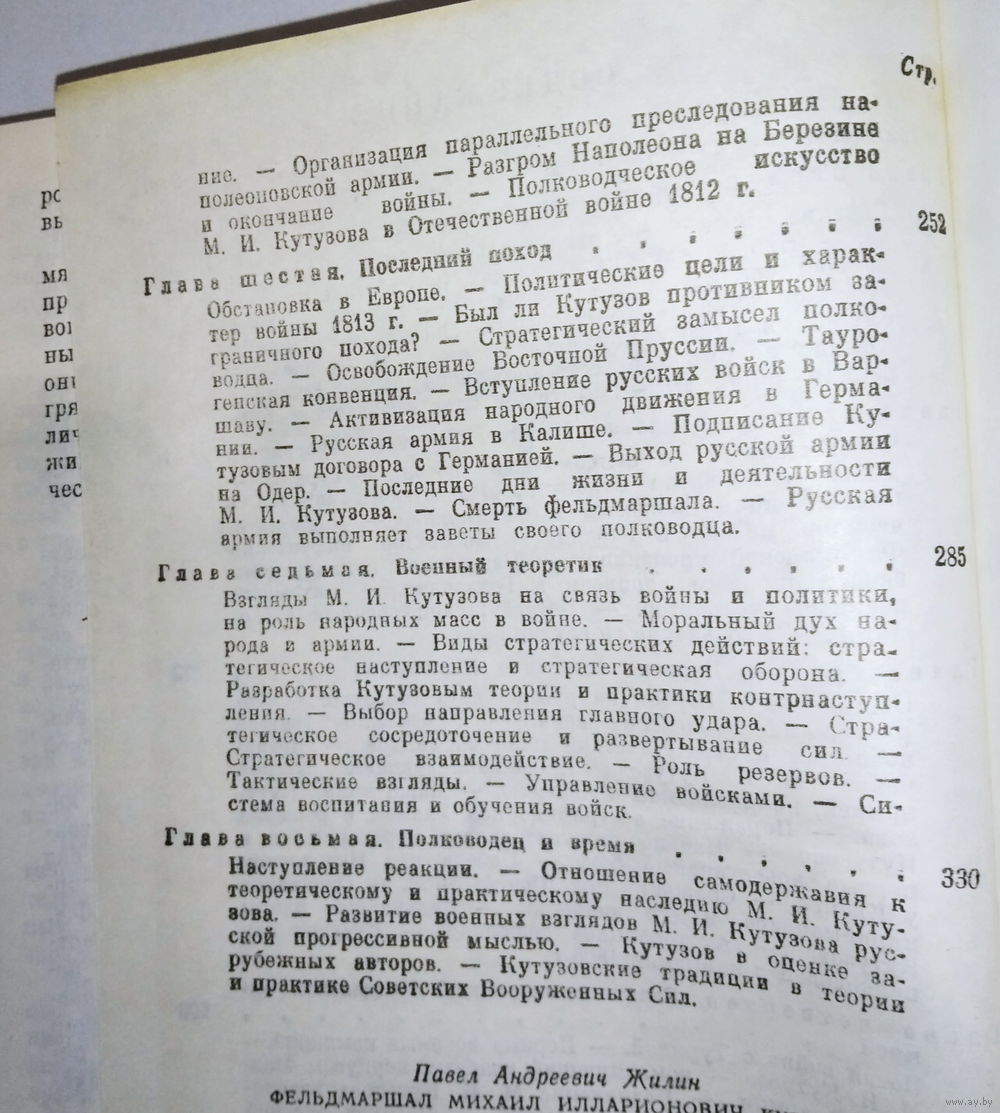 Стр.
ние. — Организация параллельного преследования на-
полеоновской армии. — Разгром Наполеона на Березине
и окончание войны. — Полководческое искусство
М. И. Кутузова в Отечественной войне 1812 г.
Глава шестая. Последний поход . . . . . . . 252
Обстановка в Европе. — Политические цели и харак-
тер войны 1813 г. — Был ли Кутузов противником за-
граничного похода? — Стратегический замысел полко-
водца. — Освобождение Восточной Пруссии. — Тауро-
генская конвенция. — Вступление русских войск в Вар-
шаву. — Активизация народного движения в Герма-
нии. — Русская армия в Калише. — Подписание Ку-
тузовым договора с Германией. — Выход русской армии
на Одер. — Последние дни жизни и деятельности
М. И. Кутузова. — Смерть фельдмаршала. — Русская
армия выполняет заветы своего полководца.
Глава седьмая. Военный теоретик . . . . . . 285
Взгляды М. И. Кутузова на связь войны и политики,
на роль народных масс в войне. — Моральный дух на-
рода и армии. — Виды стратегических действий: стра-
тегическое наступление и стратегическая оборона. —
Разработка Кутузовым теории и практики контрнаступ-
ления. — Выбор направления главного удара. — Стра-
тегическое сосредоточение и развертывание сил. —
Стратегическое взаимодействие. — Роль резервов. —
Тактические взгляды. — Управление войсками. — Си-
стема воспитания и обучения войск.
Глава восьмая. Полководец и время . . . . . . 330
Наступление реакции. — Отношение самодержавия к
теоретическому и практическому наследию М. И. Куту-
зова. — Развитие военных взглядов М. И. Кутузова рус-
ской прогрессивной мыслью. — Кутузов в оценке за-
рубежных авторов. — Кутузовские традиции в теории
и практике Советских Вооруженных Сил.
Павел Андреевич Жилин
ФЕЛЬДМАРШАЛ МИХАИЛ ИЛЛАРИОНОВИЧ
www.ay.by